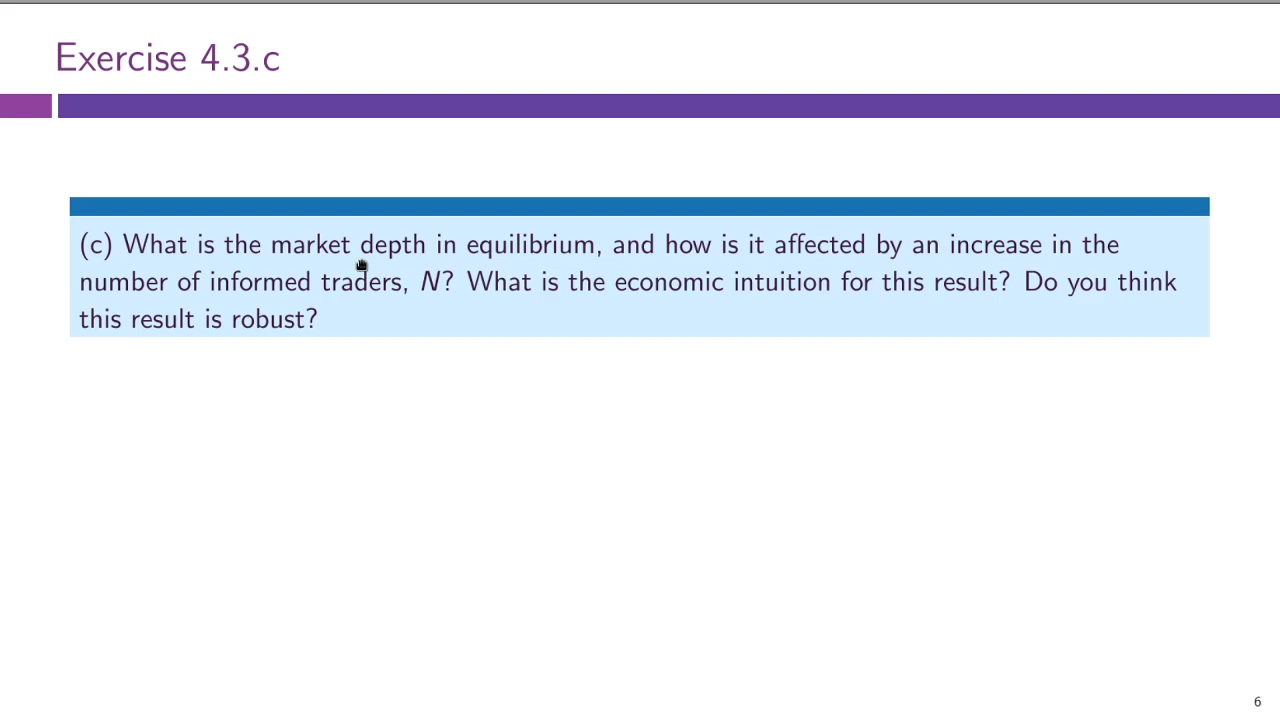 Exercise 4.3.c
(c) What is the market depth in equilibrium, and how is it affected by an increase in the
number of informed traders, N? What is the economic intuition for this result? Do you think
this result is robust?
6